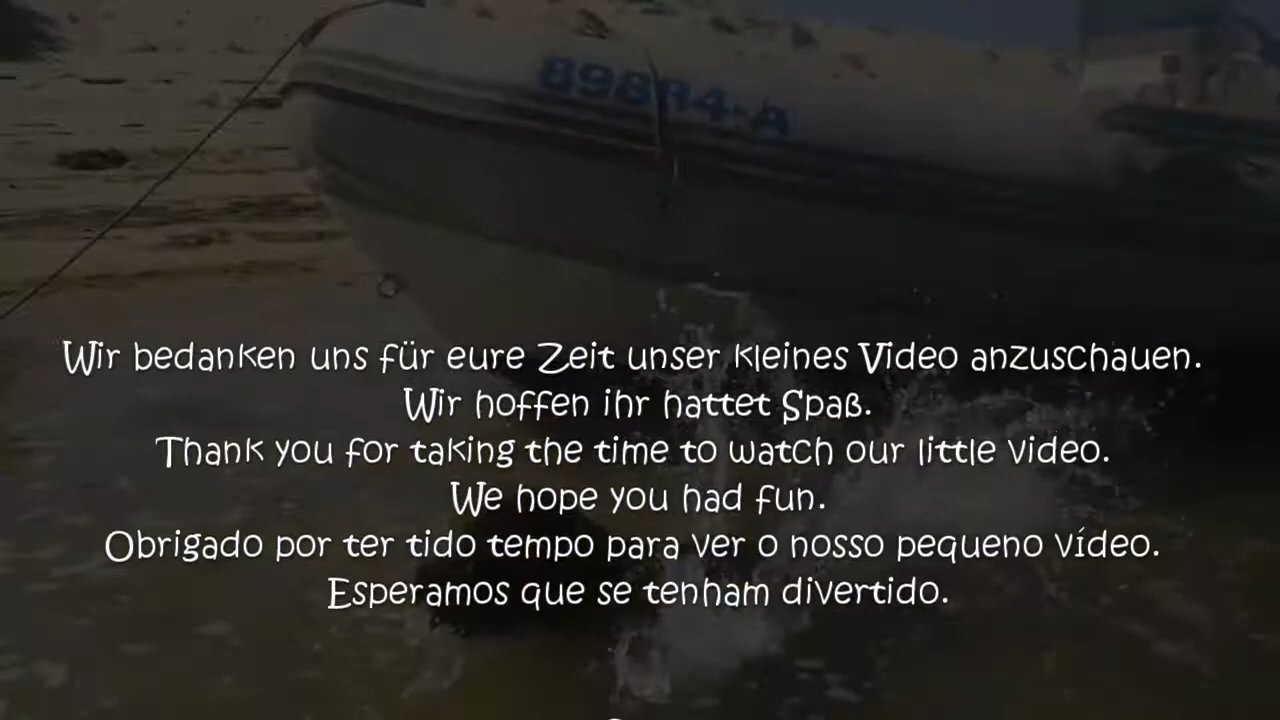 89884-A
Wir bedanken uns für eure Zeit unser kleines Video anzuschauen.
Wir hoffen ihr hattet Spaß.
Thank you for taking the time to watch our little video.
We hope you had fun.
Obrigado por ter tido tempo para ver o nosso pequeno vídeo.
Esperamos que se tenham divertido.